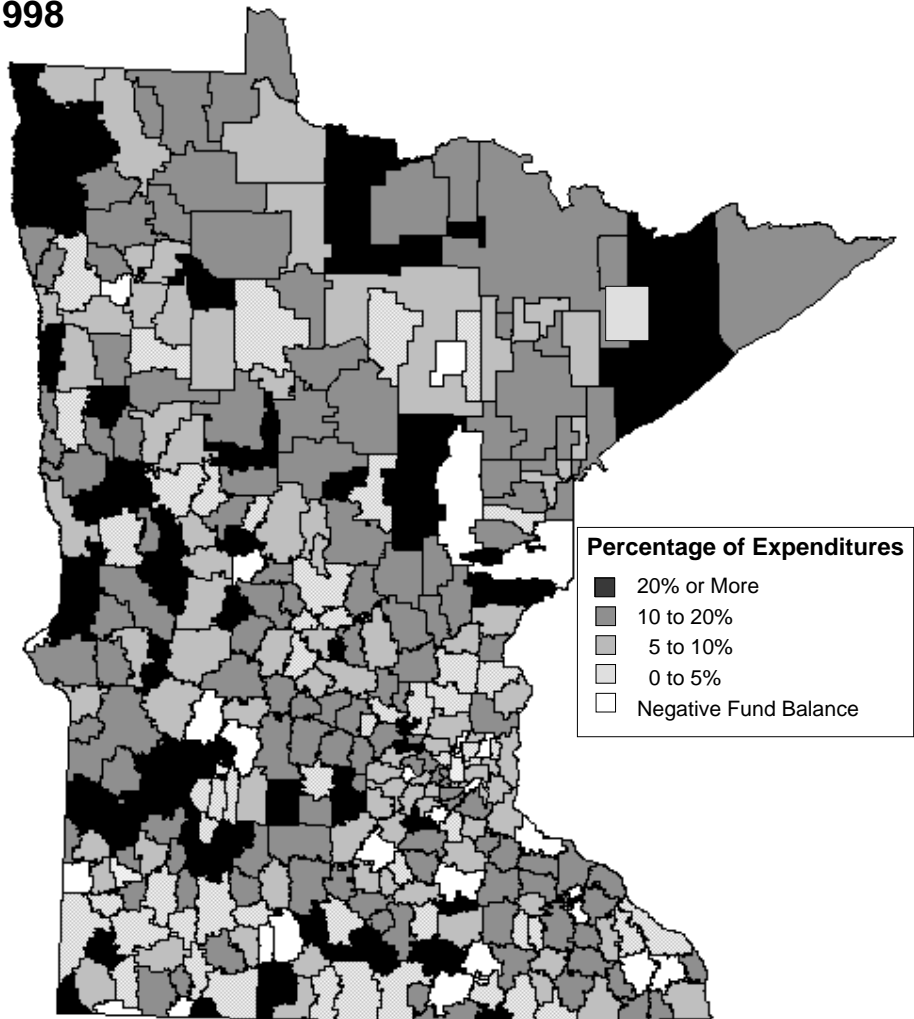 998
Percentage of Expenditures
20% or More
10 to 20%
5 to 10%
0 to 5%
Negative Fund Balance